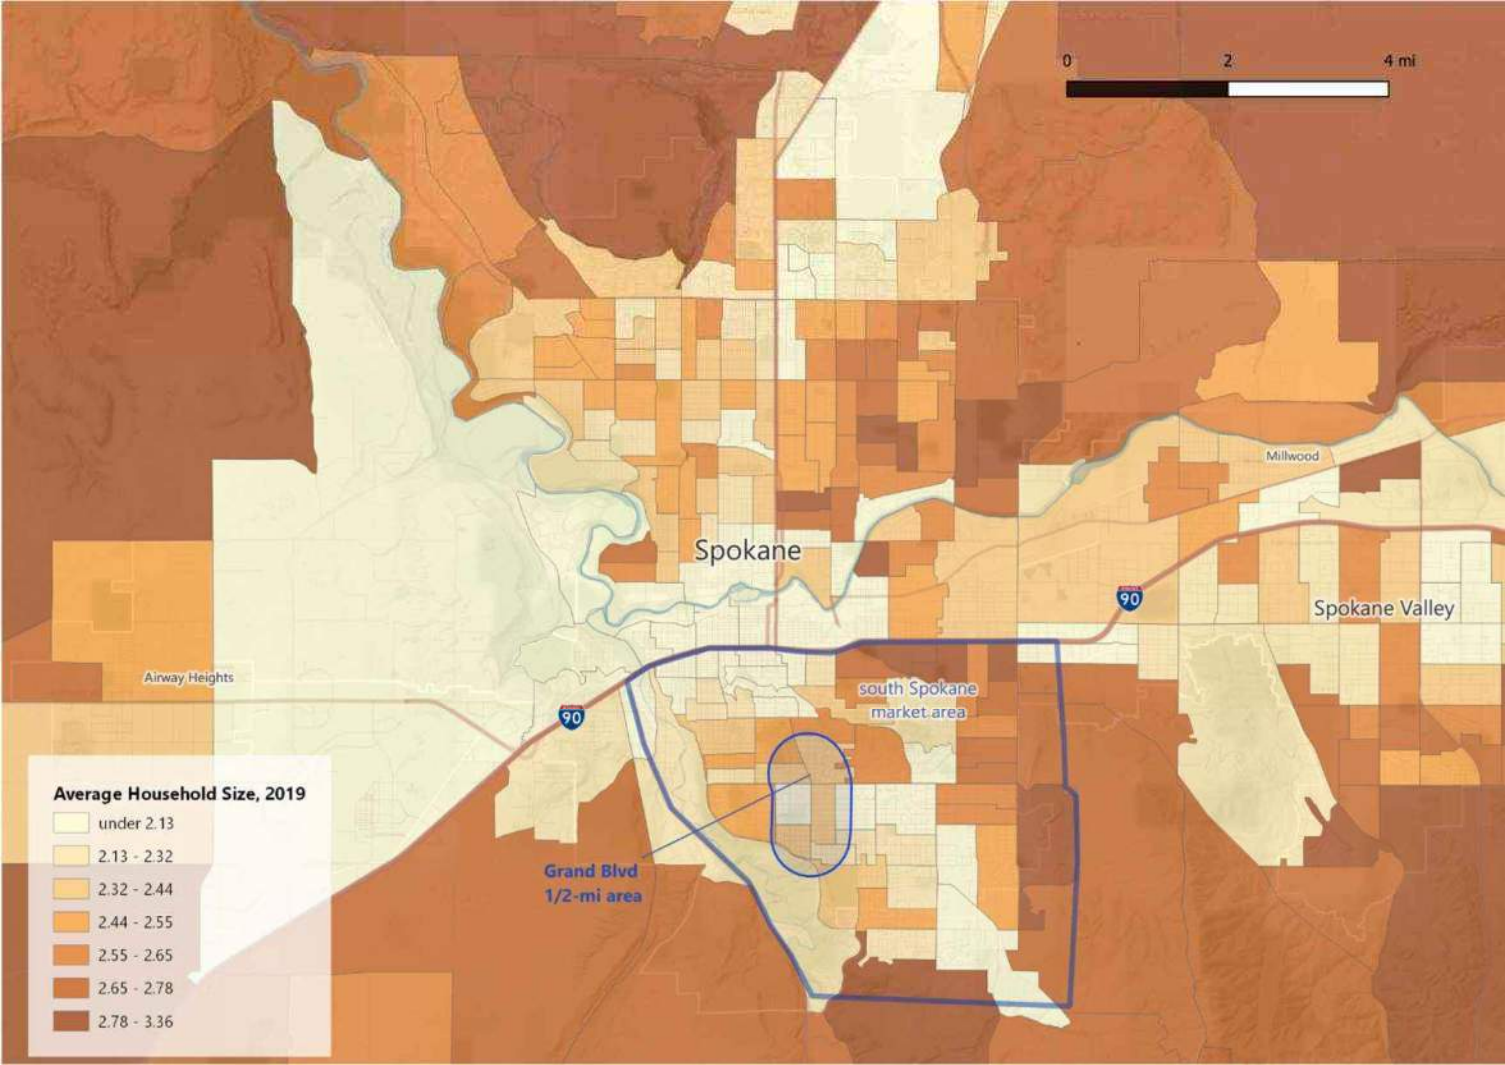 0 2 4 mi
Millwood
Spokane
90
Spokane Valley
Airway Heights
south Spokane
market area
90
Average Household Size, 2019
under 2.13
2.13 - 2.32
2.32 - 2.44
2.44 - 2.55
2.55 - 2.65
2.65 - 2.78
2.78 - 3.36
Grand Blvd
1/2-mi area